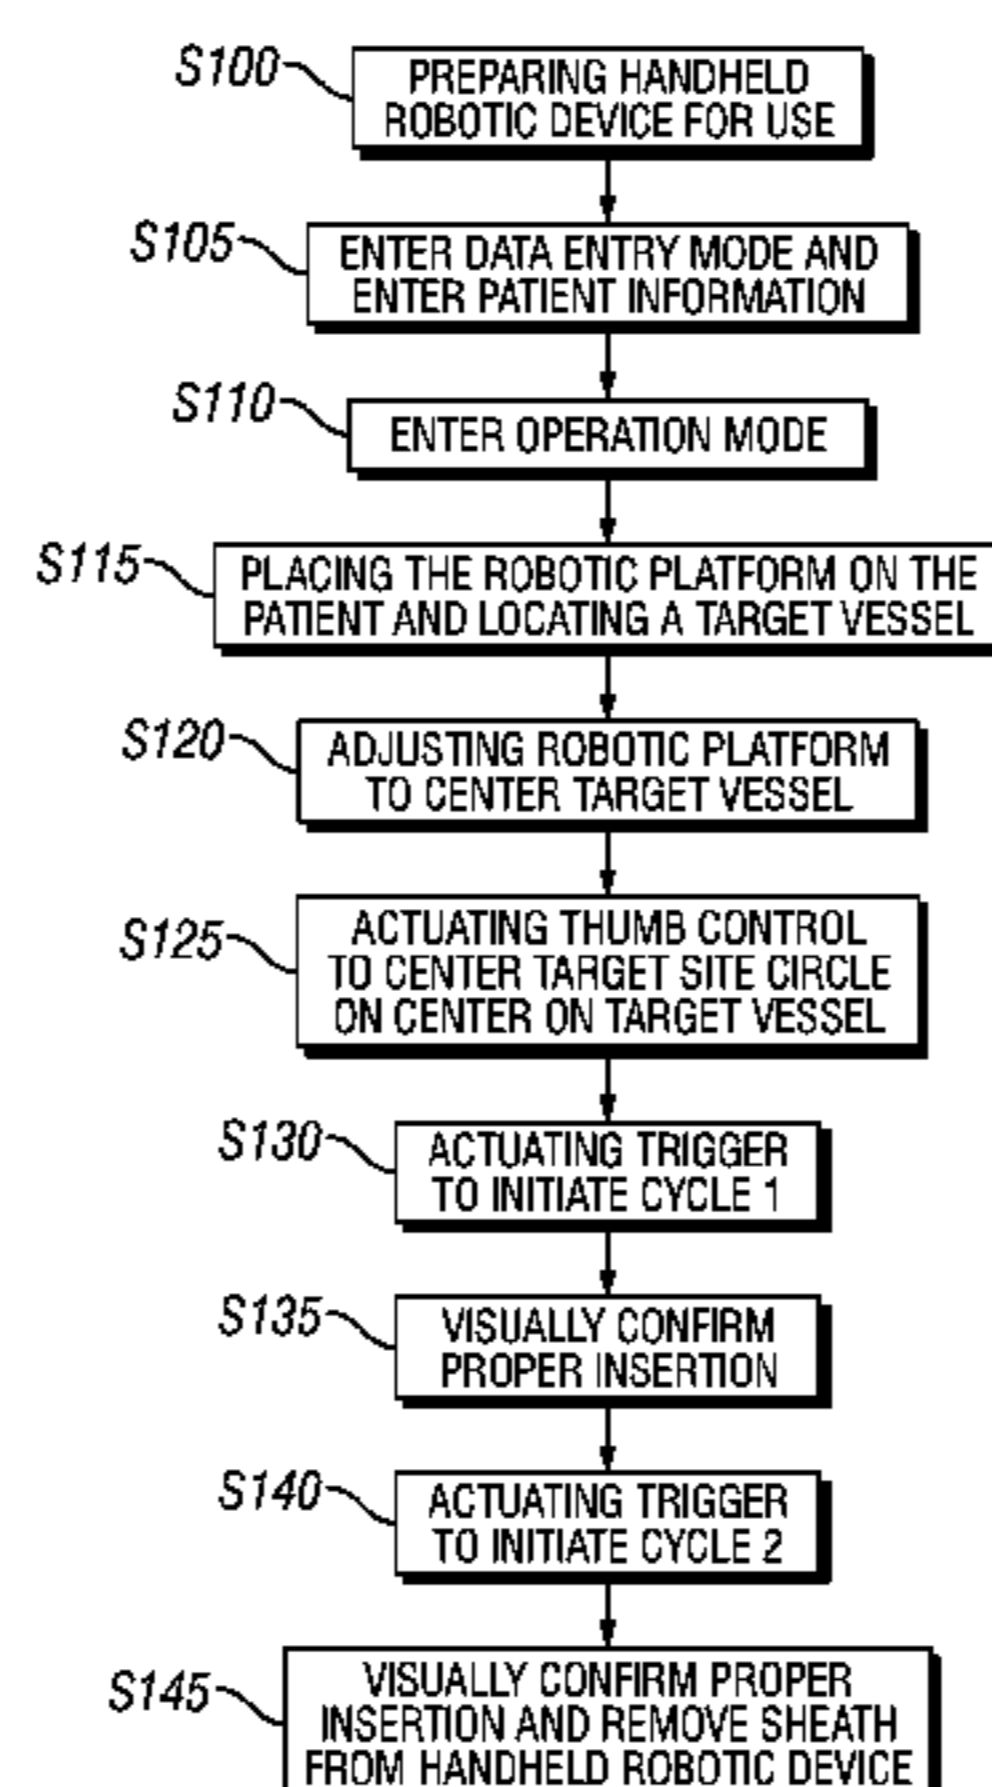 S100
PREPARING HANDHELD
ROBOTIC DEVICE FOR USE
S105
ENTER DATA ENTRY MODE AND
ENTER PATIENT INFORMATION
S110
ENTER OPERATION MODE
S115
PLACING THE ROBOTIC PLATFORM ON THE
PATIENT AND LOCATING A TARGET VESSEL
S120
ADJUSTING ROBOTIC PLATFORM
TO CENTER TARGET VESSEL
S125
ACTUATING THUMB CONTROL
TO CENTER TARGET SITE CIRCLE
ON CENTER ON TARGET VESSEL
S130
ACTUATING TRIGGER
TO INITIATE CYCLE 1
S135
VISUALLY CONFIRM
PROPER INSERTION
S140
ACTUATING TRIGGER
TO INITIATE CYCLE 2
S145
VISUALLY CONFIRM PROPER
INSERTION AND REMOVE SHEATH
FROM HANDHELD ROBOTIC DEVICE